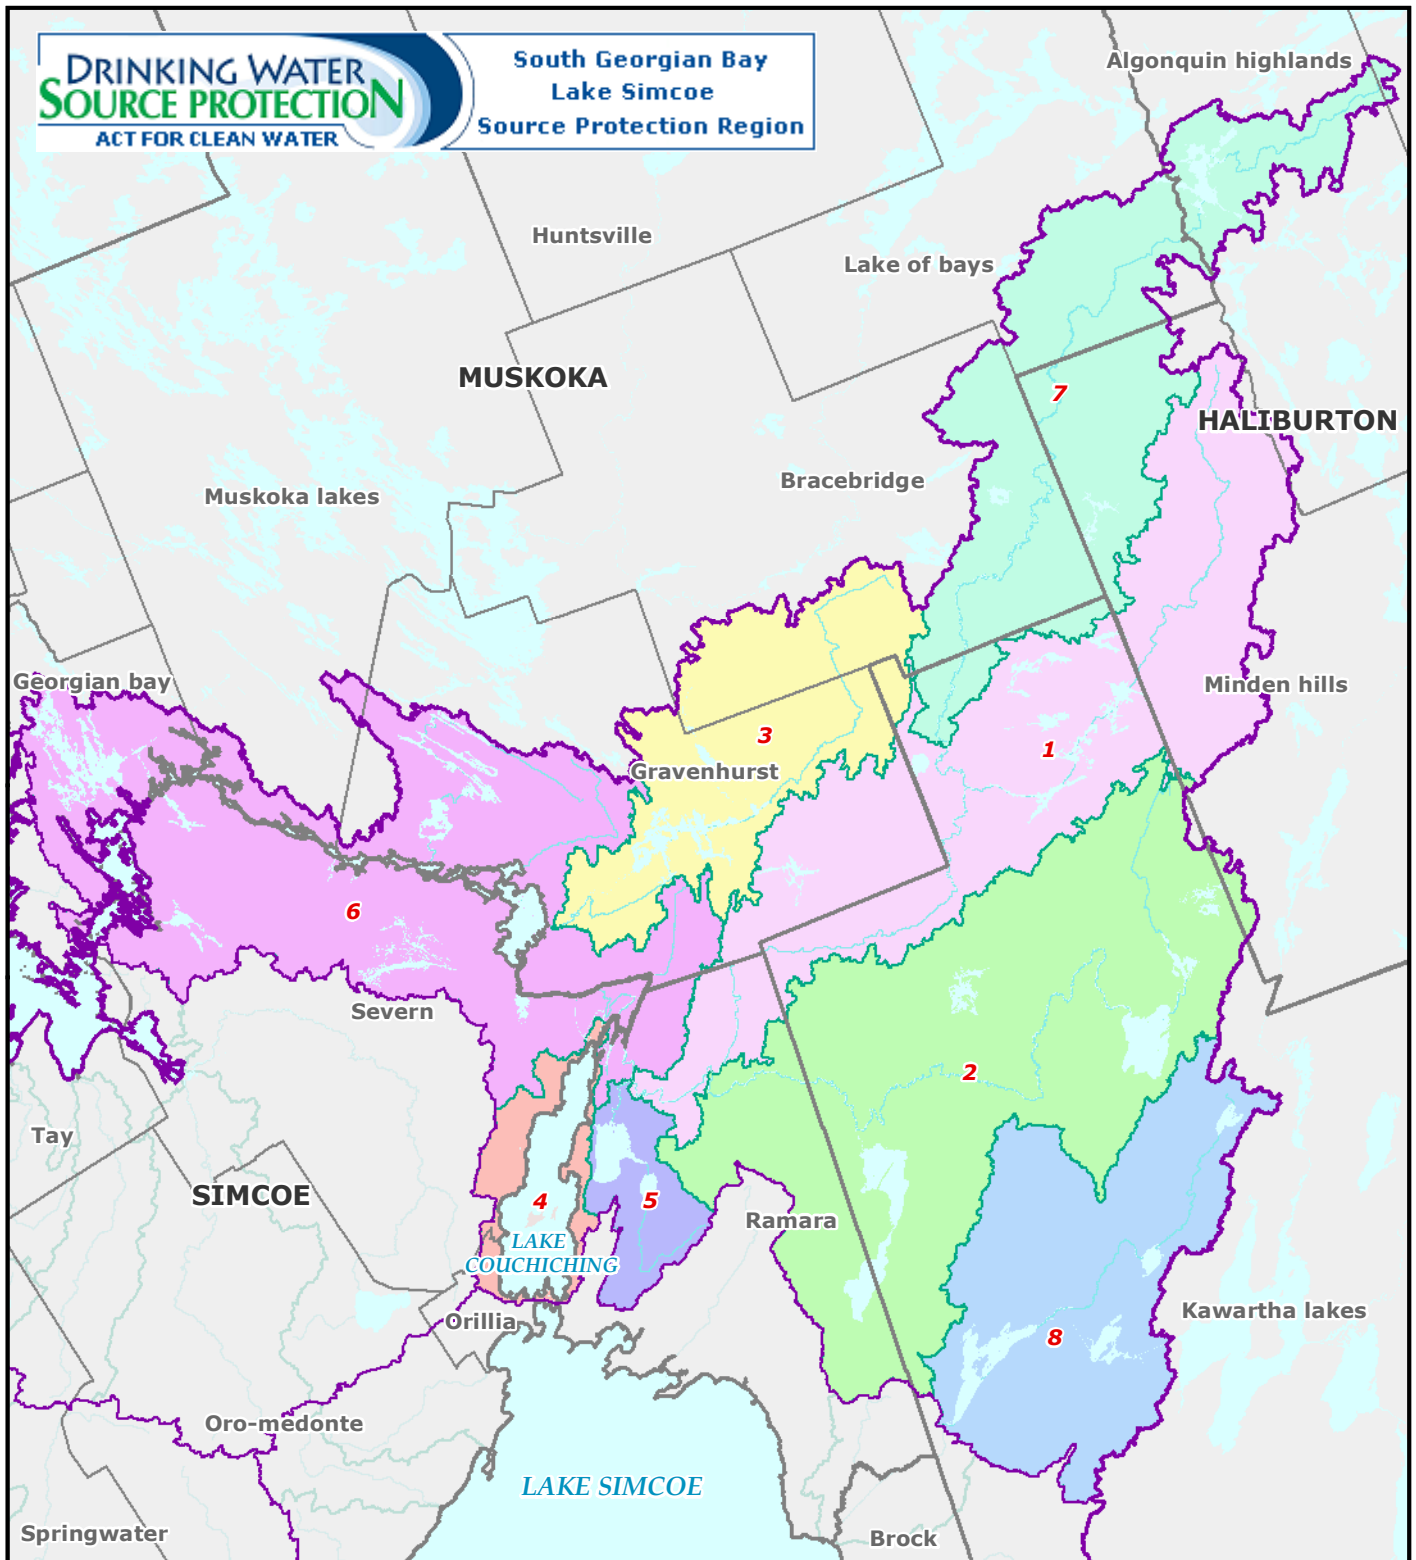 DRINKING WATER
SOURCE PROTECTION
ACT FOR CLEAN WATER
South Georgian Bay
Lake Simcoe
Source Protection Region
Algonquin highlands
Huntsville
Lake of bays
MUSKOKA
7
HALIBURTON
Bracebridge
Muskoka lakes
Georgian bay
Minden hills
3
1
Gravenhurst
6
Severn
2
Tay
SIMCOE
4
5
Ramara
LAKE
COUCHICHING
Orillia
Kawartha lakes
8
Oro-medonte
LAKE SIMCOE
Springwater
Brock